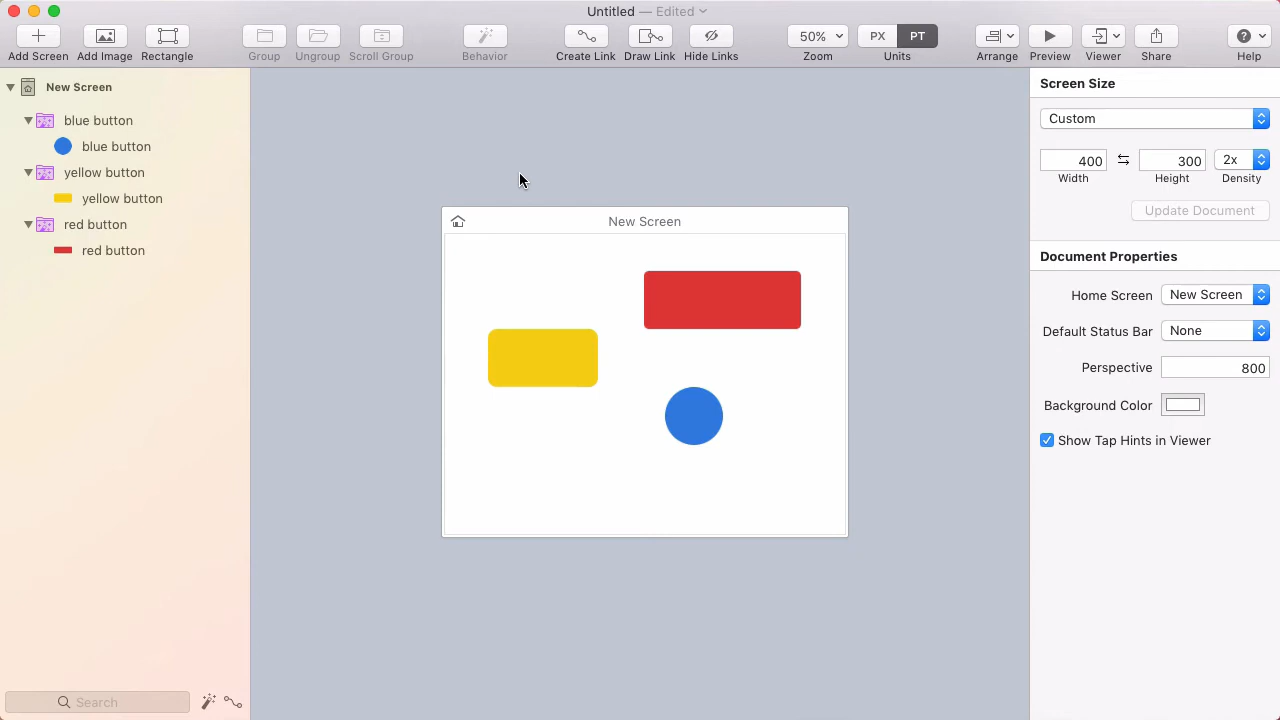 Untitled — Edited
Add Screen
Add Image
Rectangle
Group
Ungroup
Scroll Group
Behavior
Create Link
Draw Link
Hide Links
50%
Zoom
PX
PT
Units
Arrange
Preview
Viewer
Share
Help
New Screen
blue button
blue button
yellow button
yellow button
red button
red button
Search
New Screen
Screen Size
Custom
400
300
2x
Width
Height
Density
Update Document
Document Properties
Home Screen
New Screen
Default Status Bar
None
Perspective
800
Background Color
Show Tap Hints in Viewer